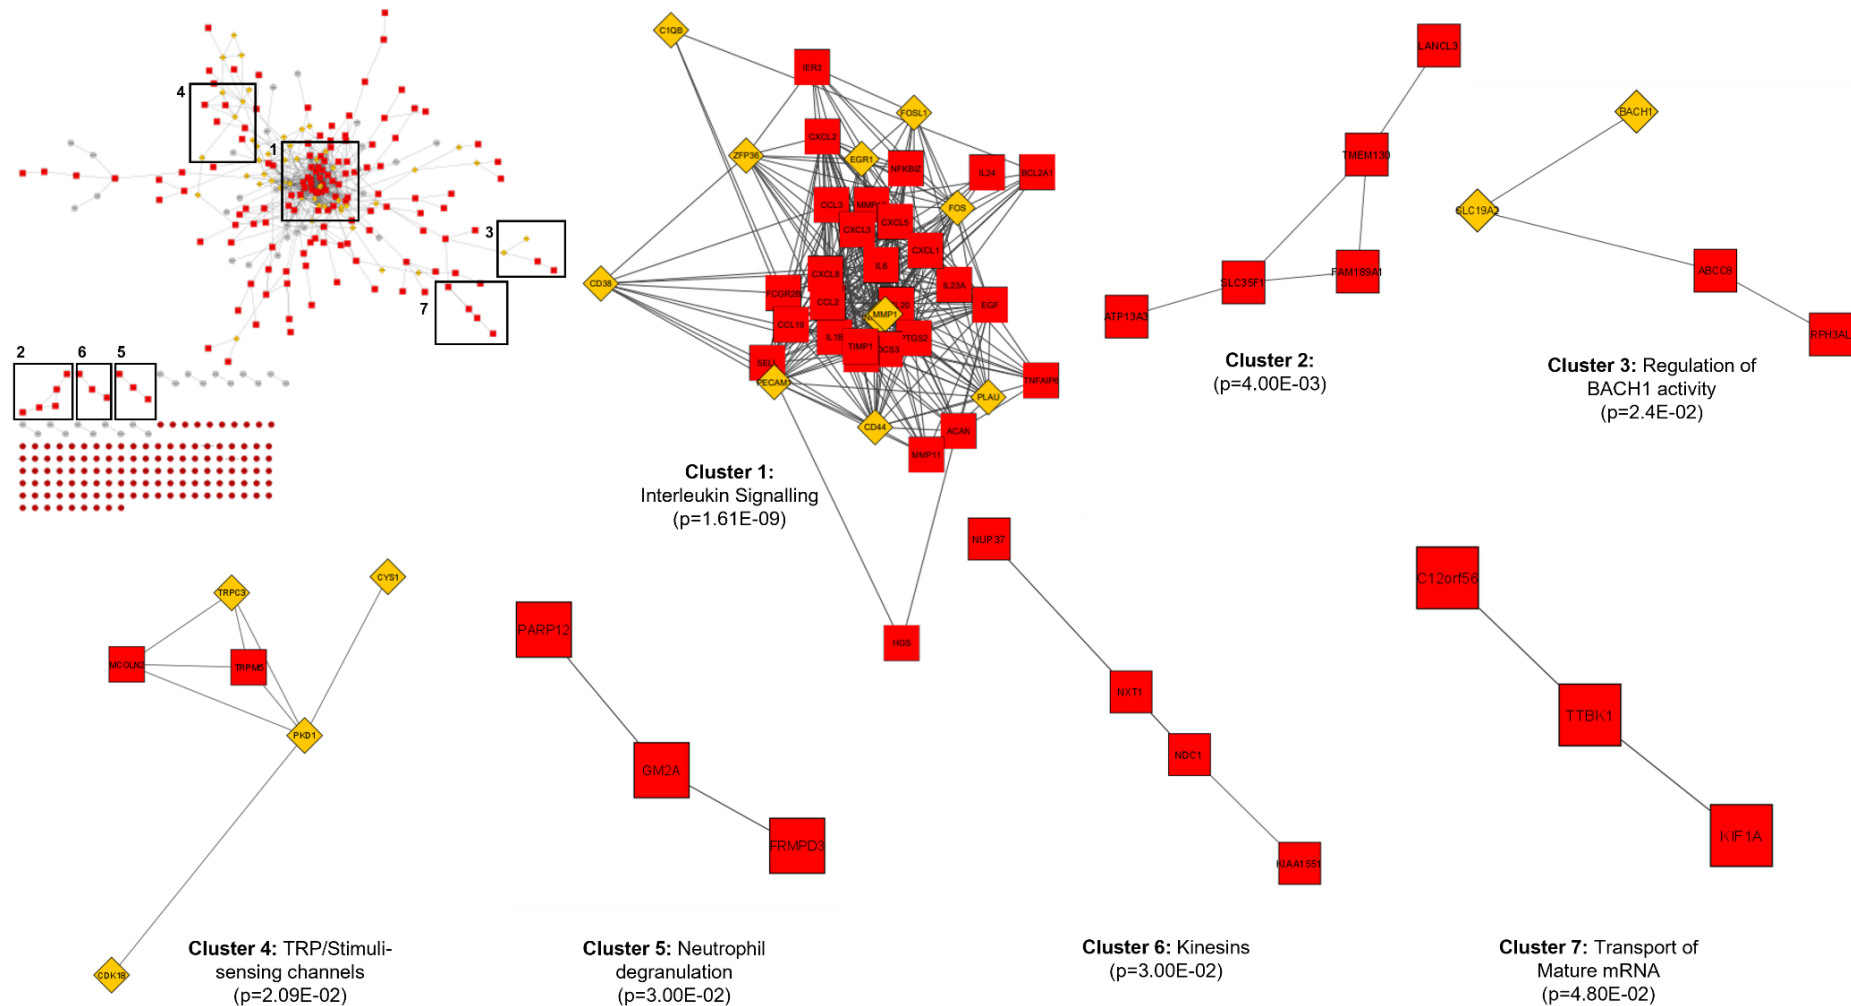 4
1
3
7
2
6
5
C1QB
IER3
FOSL1
CXCL2
ZFP36
EGR1
NFKBIZ
IL24
BCL2A1
CCL3
FOS
CXCL3
CXCL5
CXCL1
IL6
CXCL8
IL23A
CD38
FCGR2B
CCL2
EGF
MMP1
CCL19
IL1B
TIMP1
PTGS2
SELL
PECAM1
TNFAIP6
PLAU
CD44
ACAN
MMP11
HGS
Cluster 1:
Interleukin Signalling
(p=1.61E-09)
LANCL3
TMEM130
SLC35F1
FAM169A1
ATP13A3
Cluster 2:
(p=4.00E-03)
BACH1
SLC19A2
ABCC8
RPH3AL
Cluster 3: Regulation of
BACH1 activity
(p=2.4E-02)
CYS1
TRPC3
MCOLN2
TRPM5
PKD1
CDK18
Cluster 4: TRP/Stimuli-
sensing channels
(p=2.09E-02)
PARP12
GM2A
FRMPD3
Cluster 5: Neutrophil
degranulation
(p=3.00E-02)
NUP37
NXT1
NDC1
KIAA1551
Cluster 6: Kinesins
(p=3.00E-02)
C12orf56
TTBK1
KIF1A
Cluster 7: Transport of
Mature mRNA
(p=4.80E-02)